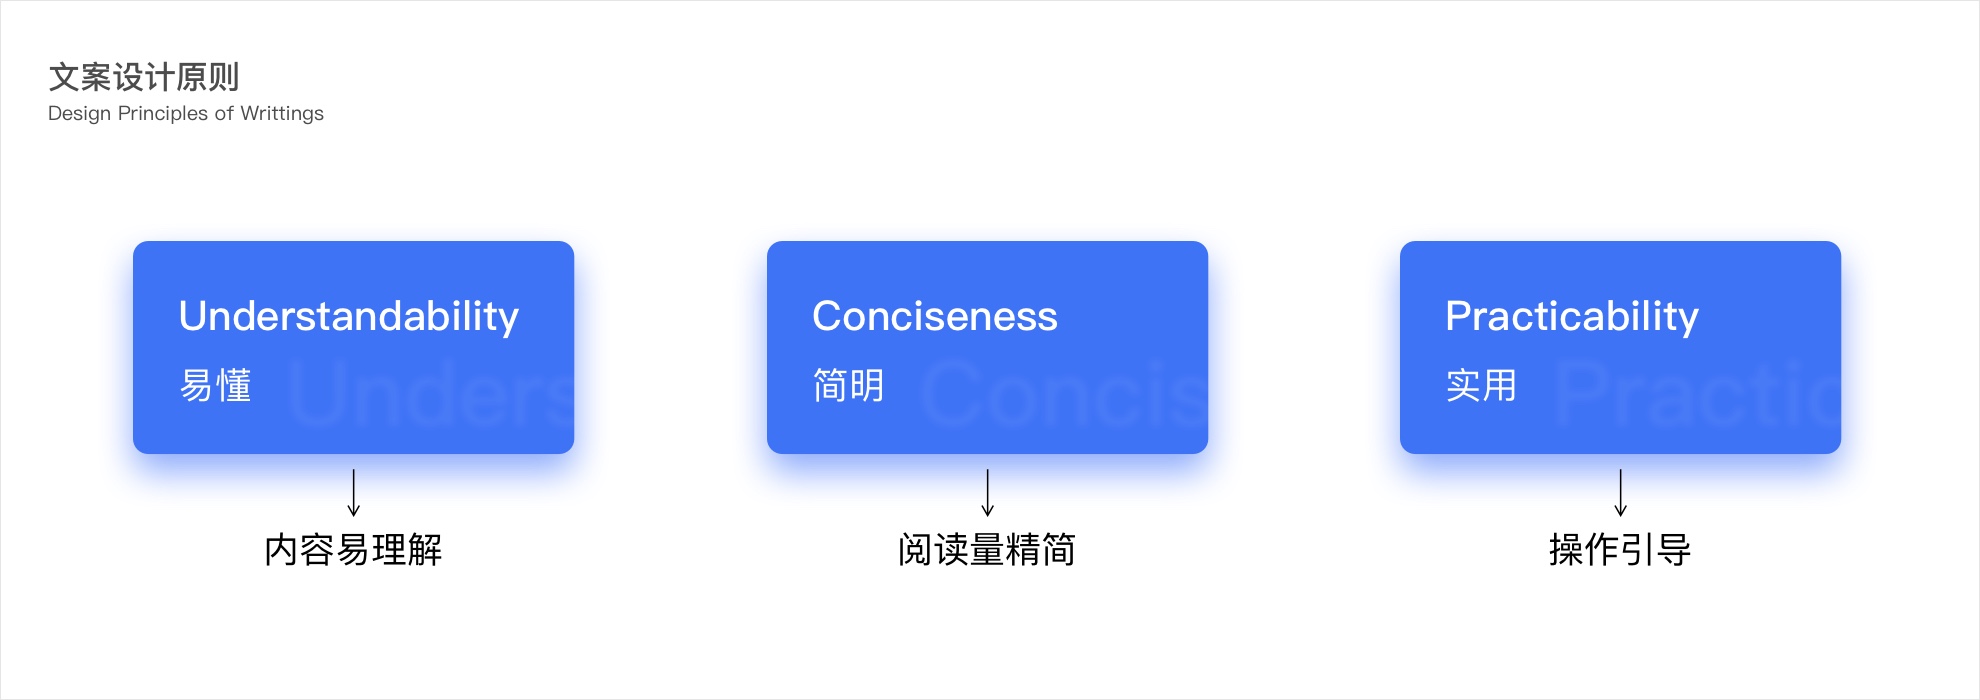 文案设计原则
Design Principles of Writtings
Understandability
易懂
Unders
Conciseness
简明
Concis
Practicability
实用
Practic
内容易理解
阅读量精简
操作引导